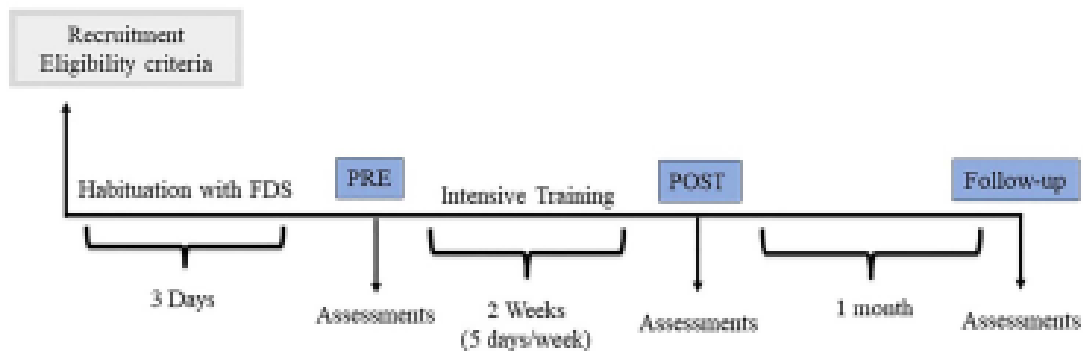 Recruitment
Eligibility criteria
Habituation with FDS
PRE
Intensive Training
POST
Follow-up
3 Days
Assessments
2 Weeks
(5 days/week)
Assessments
1 month
Assessments